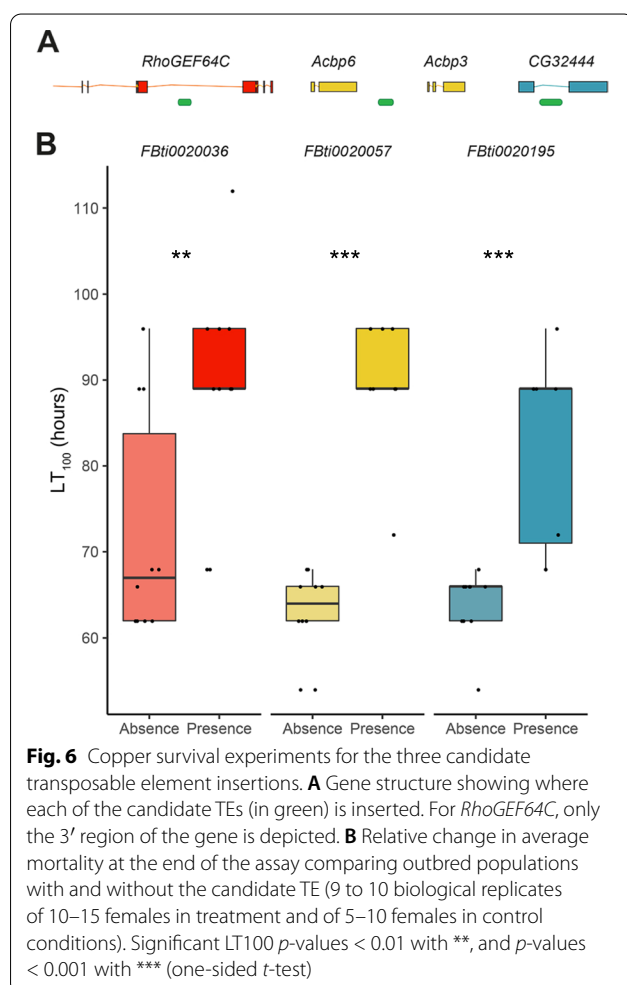 A
RhoGEF64C Acbp6 Acbp3 CG32444
B
FBti0020036 FBti0020057 FBti0020195
110
** *** ***
100
90
LT100 (hours)
80
70
60
Absence Presence Absence Presence Absence Presence
Fig. 6 Copper survival experiments for the three candidate
transposable element insertions. A Gene structure showing where
each of the candidate TEs (in green) is inserted. For RhoGEF64C, only
the 3′ region of the gene is depicted. B Relative change in average
mortality at the end of the assay comparing outbred populations
with and without the candidate TE (9 to 10 biological replicates
of 10–15 females in treatment and of 5–10 females in control
conditions). Significant LT100 p-values < 0.01 with **, and p-values
< 0.001 with *** (one-sided t-test)